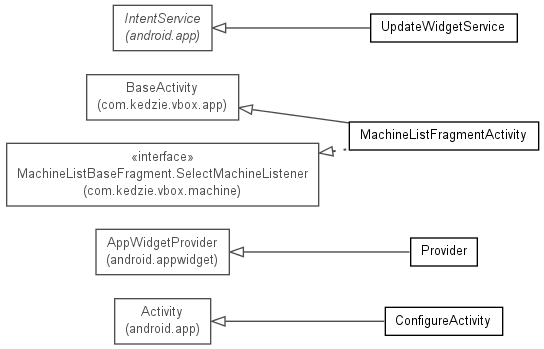 IntentService
(android.app)
UpdateWidgetService
BaseActivity
(com.kedzie.vbox.app)
MachineListFragmentActivity
«interface»
MachineListBaseFragment.SelectMachineListener
(com.kedzie.vbox.machine)
AppWidgetProvider
(android.appwidget)
Provider
Activity
(android.app)
ConfigureActivity